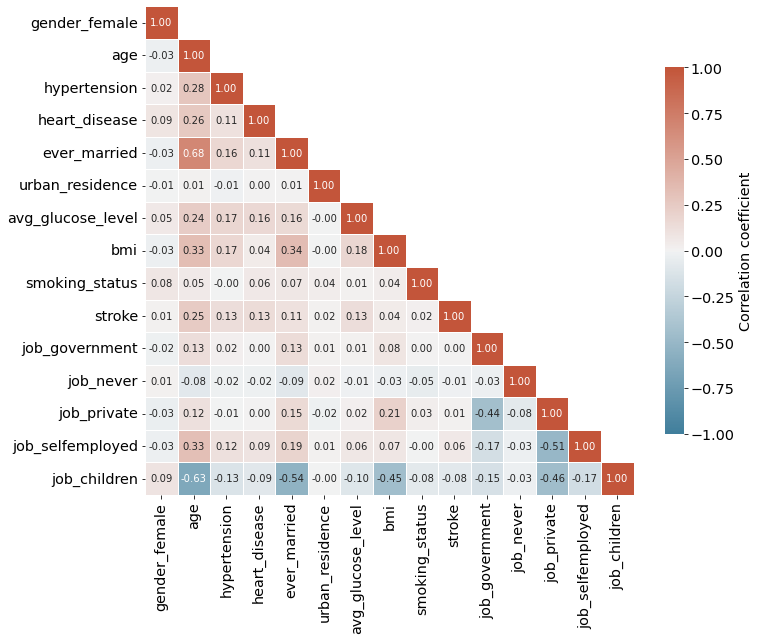 gender_female 1.00
age -0.03 1.00
hypertension 0.02 0.28 1.00
heart_disease 0.09 0.26 0.11 1.00
ever_married -0.03 0.68 0.16 0.11 1.00
urban_residence -0.01 0.01 -0.01 0.00 0.01 1.00
avg_glucose_level 0.05 0.24 0.17 0.16 0.16 -0.00 1.00
bmi -0.03 0.33 0.17 0.04 0.34 -0.00 0.18 1.00
smoking_status 0.08 0.05 -0.00 0.06 0.07 0.04 0.01 0.04 1.00
stroke 0.01 0.25 0.13 0.13 0.11 0.02 0.13 0.04 0.02 1.00
job_government -0.02 0.13 0.02 0.00 0.13 0.01 0.01 0.08 0.00 0.00 1.00
job_never 0.01 -0.08 -0.02 -0.02 -0.09 0.02 -0.01 -0.03 -0.05 -0.01 -0.03 1.00
job_private -0.03 0.12 -0.01 0.00 0.15 -0.02 0.02 0.21 0.03 0.01 -0.44 -0.08 1.00
job_selfemployed -0.03 0.33 0.12 0.09 0.19 0.01 0.06 0.07 -0.00 0.06 -0.17 -0.03 -0.51 1.00
job_children 0.09 -0.63 -0.13 -0.09 -0.54 -0.00 -0.10 -0.45 -0.08 -0.08 -0.15 -0.03 -0.46 -0.17 1.00
gender_female
age
hypertension
heart_disease
ever_married
urban_residence
avg_glucose_level
bmi
smoking_status
stroke
job_government
job_never
job_private
job_selfemployed
job_children
1.00
0.75
0.50
0.25
0.00
−0.25
−0.50
−0.75
−1.00
Correlation coefficient